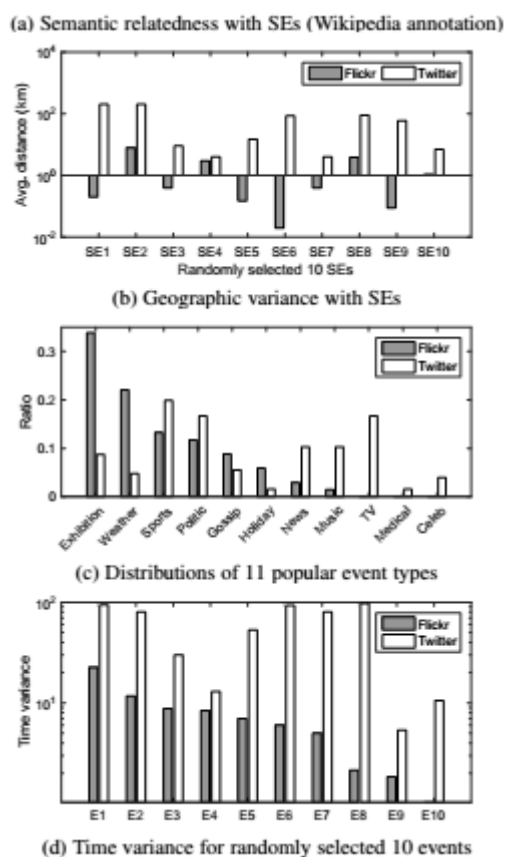 (a) Semantic relatedness with SEs (Wikipedia annotation)
10^4
Flickr Twitter
10^2
Avg. distance (km)
10^0
10^-2
SE1 SE2 SE3 SE4 SE5 SE6 SE7 SE8 SE9 SE10
Randomly selected 10 SEs
(b) Geographic variance with SEs
0.3
Flickr
Twitter
0.2
Ratio
0.1
0
Exhibition Weather Sports Politic Gossip Holiday News Music TV Medical Celeb
(c) Distributions of 11 popular event types
10^2
Flickr
Twitter
Time variance
10^1
E1 E2 E3 E4 E5 E6 E7 E8 E9 E10
(d) Time variance for randomly selected 10 events